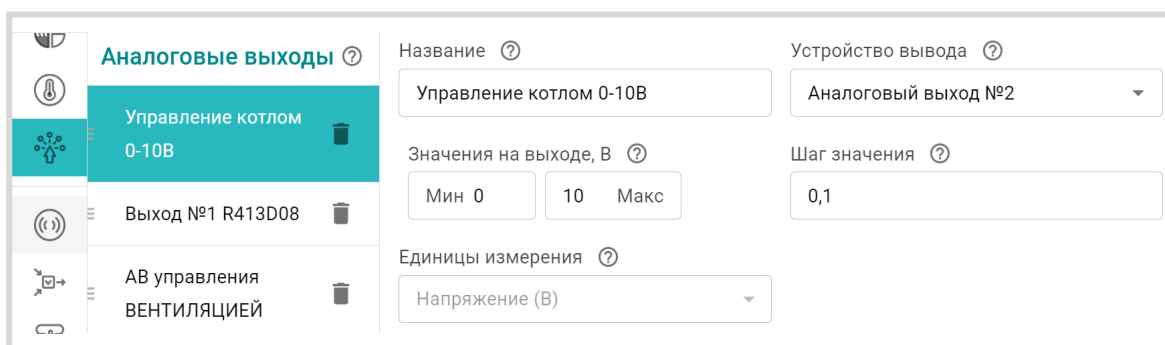 Аналоговые выходы
Управление котлом
0-10В
Выход №1 R413D08
АВ управления
ВЕНТИЛЯЦИЕЙ
Название
Управление котлом 0-10В
Устройство вывода
Аналоговый выход №2
Значения на выходе, В
Мин 0
10 Макс
Шаг значения
0,1
Единицы измерения
Напряжение (В)